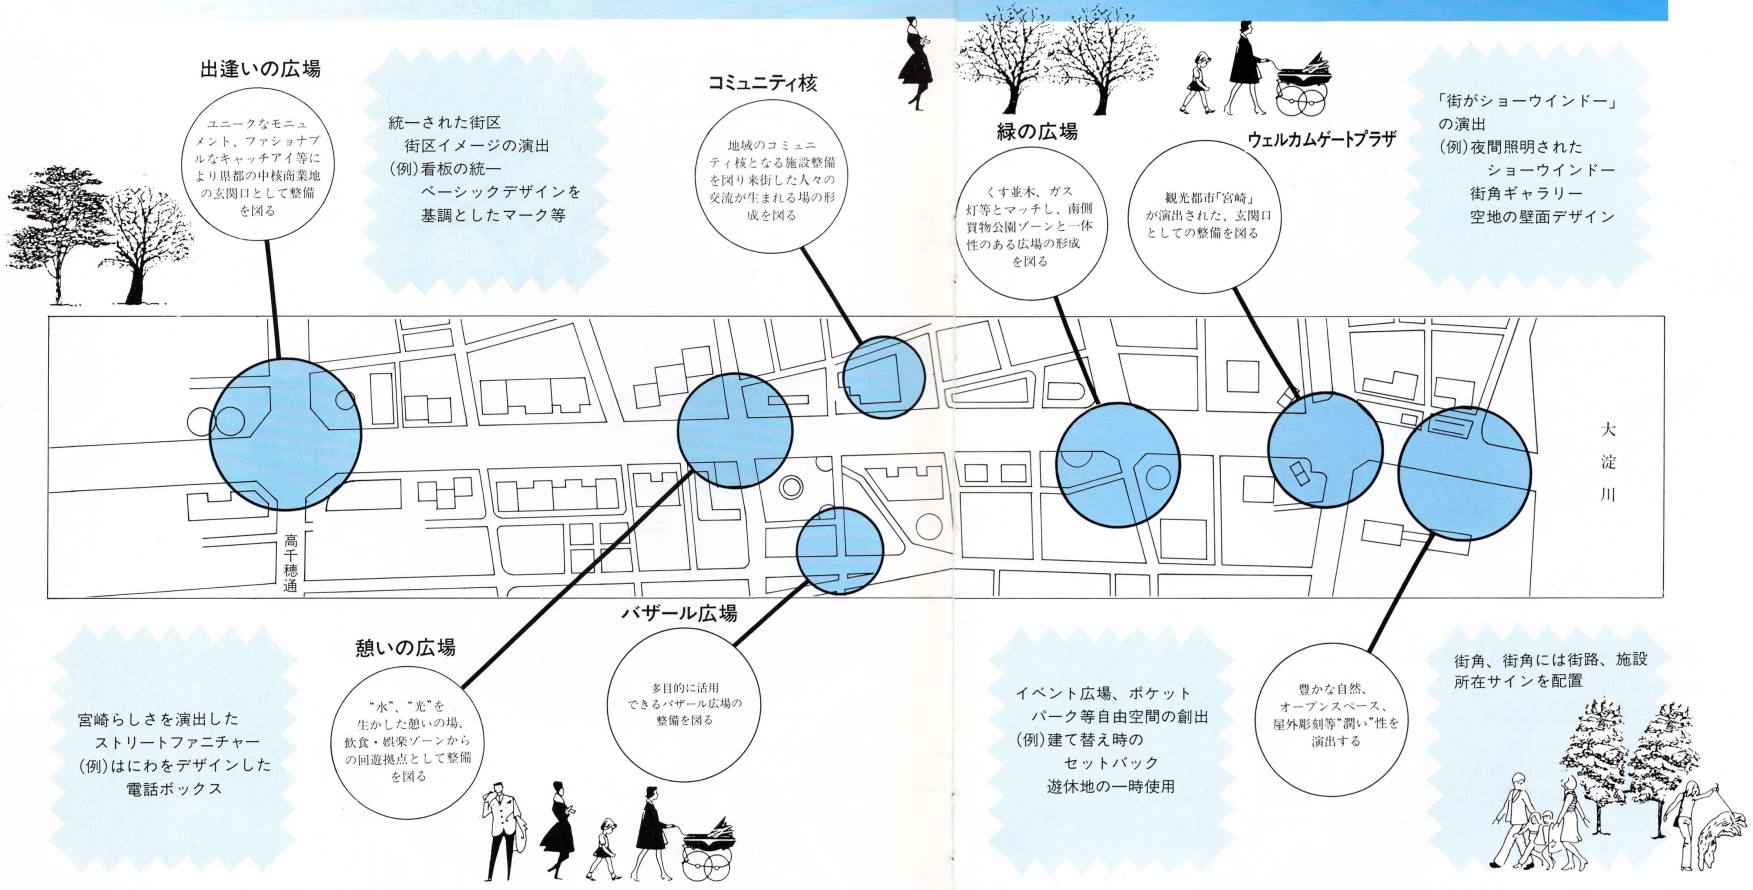 出逢いの広場
ユニークなモニュ
メント、ファショナブ
ルなキャッチアイ等に
より県都の中核商業地
の玄関口として整備
を図る
統一された街区
街区イメージの演出
(例)看板の統一
ベーシックデザインを
基調としたマーク等
コミュニティ核
地域のコミュニ
ティ核となる施設整備
を図り来街した人々の
交流が生まれる場の形
成を図る
緑の広場
くす並木、ガス
灯等とマッチし、南側
買物公園ゾーンと一体
性のある広場の形成
を図る
ウェルカムゲートプラザ
観光都市「宮崎」
が演出された、玄関口
としての整備を図る
「街がショーウインドー」
の演出
(例)夜間照明された
ショーウインドー
街角ギャラリー
空地の壁面デザイン
大淀川
高千穂通
宮崎らしさを演出した
ストリートファニチャー
(例)はにわをデザインした
電話ボックス
憩いの広場
“水”、“光”を
生かした憩いの場、
飲食・娯楽ゾーンから
の回遊拠点として整備
を図る
バザール広場
多目的に活用
できるバザール広場の
整備を図る
イベント広場、ポケット
パーク等自由空間の創出
(例)建て替え時の
セットバック
遊休地の一時使用
豊かな自然、
オープンスペース、
屋外彫刻等“潤い”性を
演出する
街角、街角には街路、施設
所在サインを配置